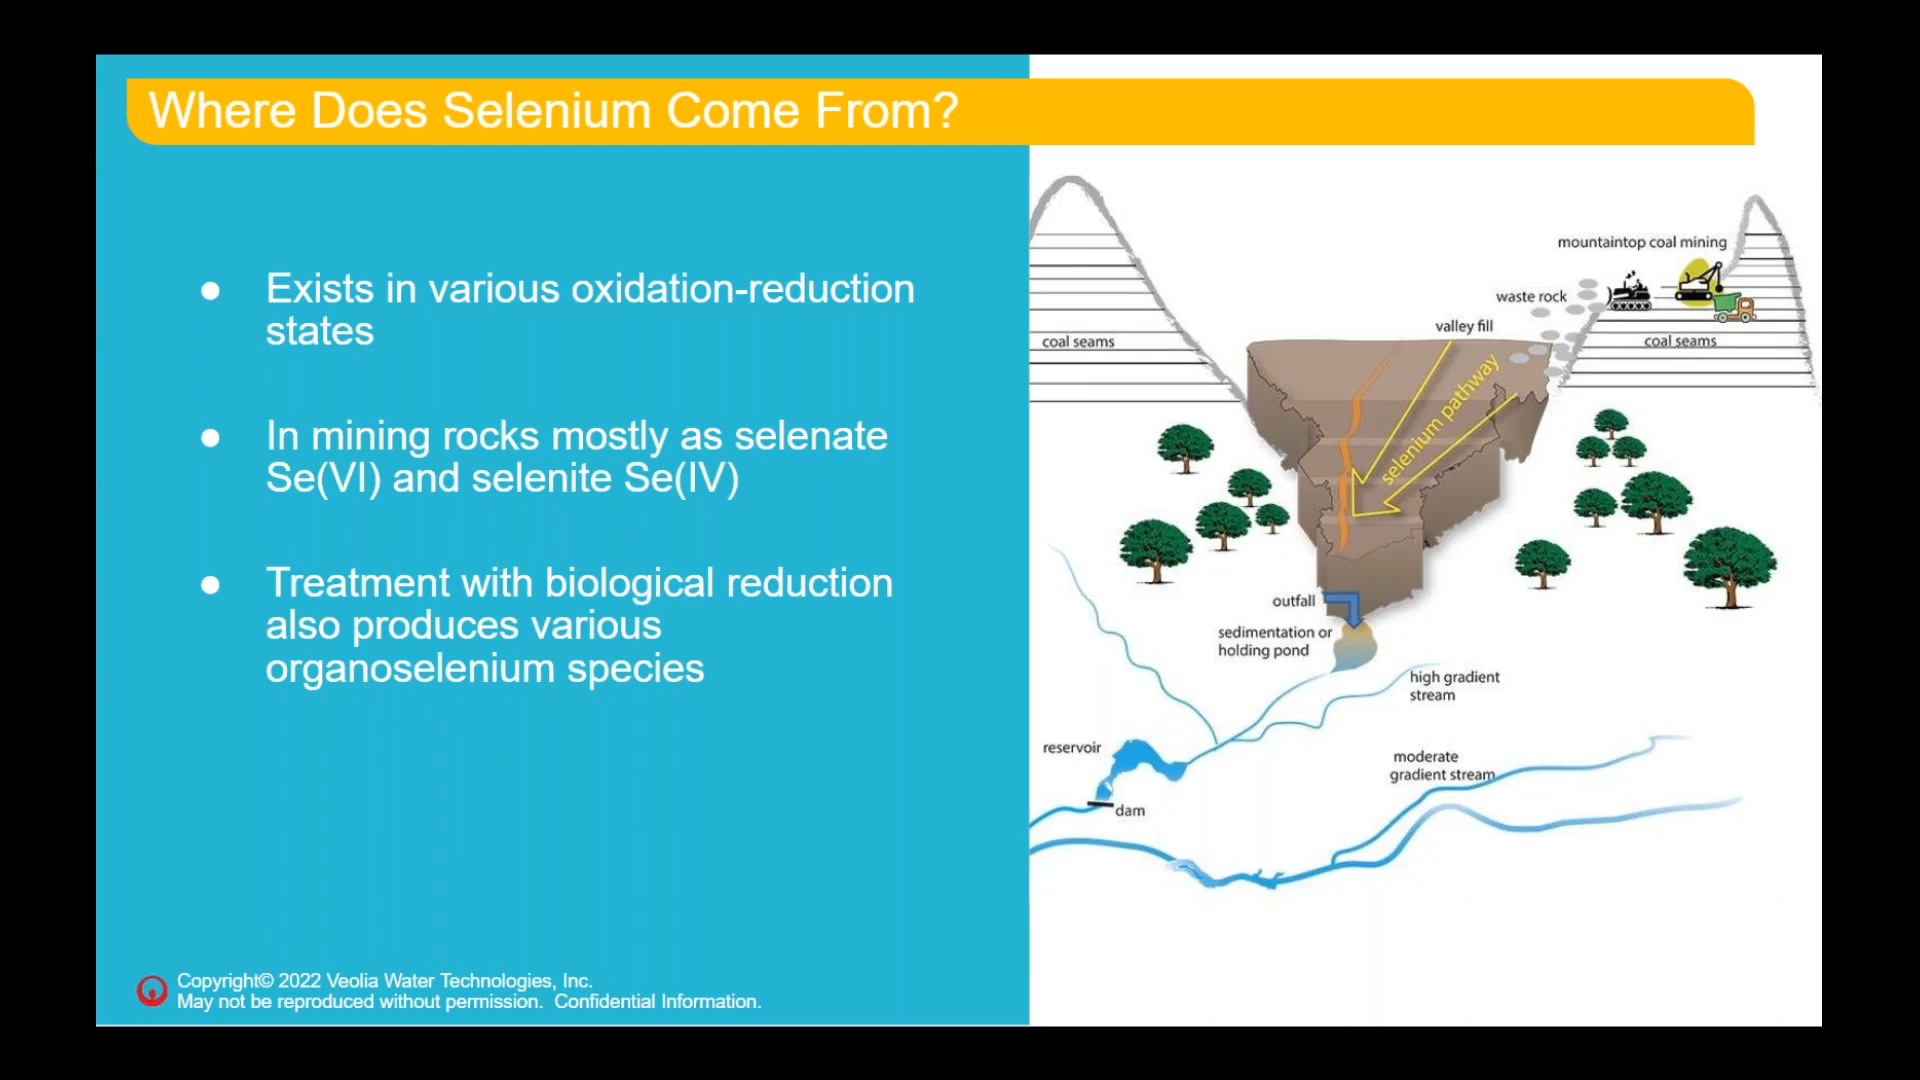 Where Does Selenium Come From?
● Exists in various oxidation-reduction
states
● In mining rocks mostly as selenate
Se(VI) and selenite Se(IV)
● Treatment with biological reduction
also produces various
organoselenium species
Copyright© 2022 Veolia Water Technologies, Inc.
May not be reproduced without permission. Confidential Information.
mountaintop coal mining
waste rock
valley fill
coal seams
coal seams
selenium pathway
outfall
sedimentation or
holding pond
high gradient
stream
reservoir
moderate
gradient stream
dam